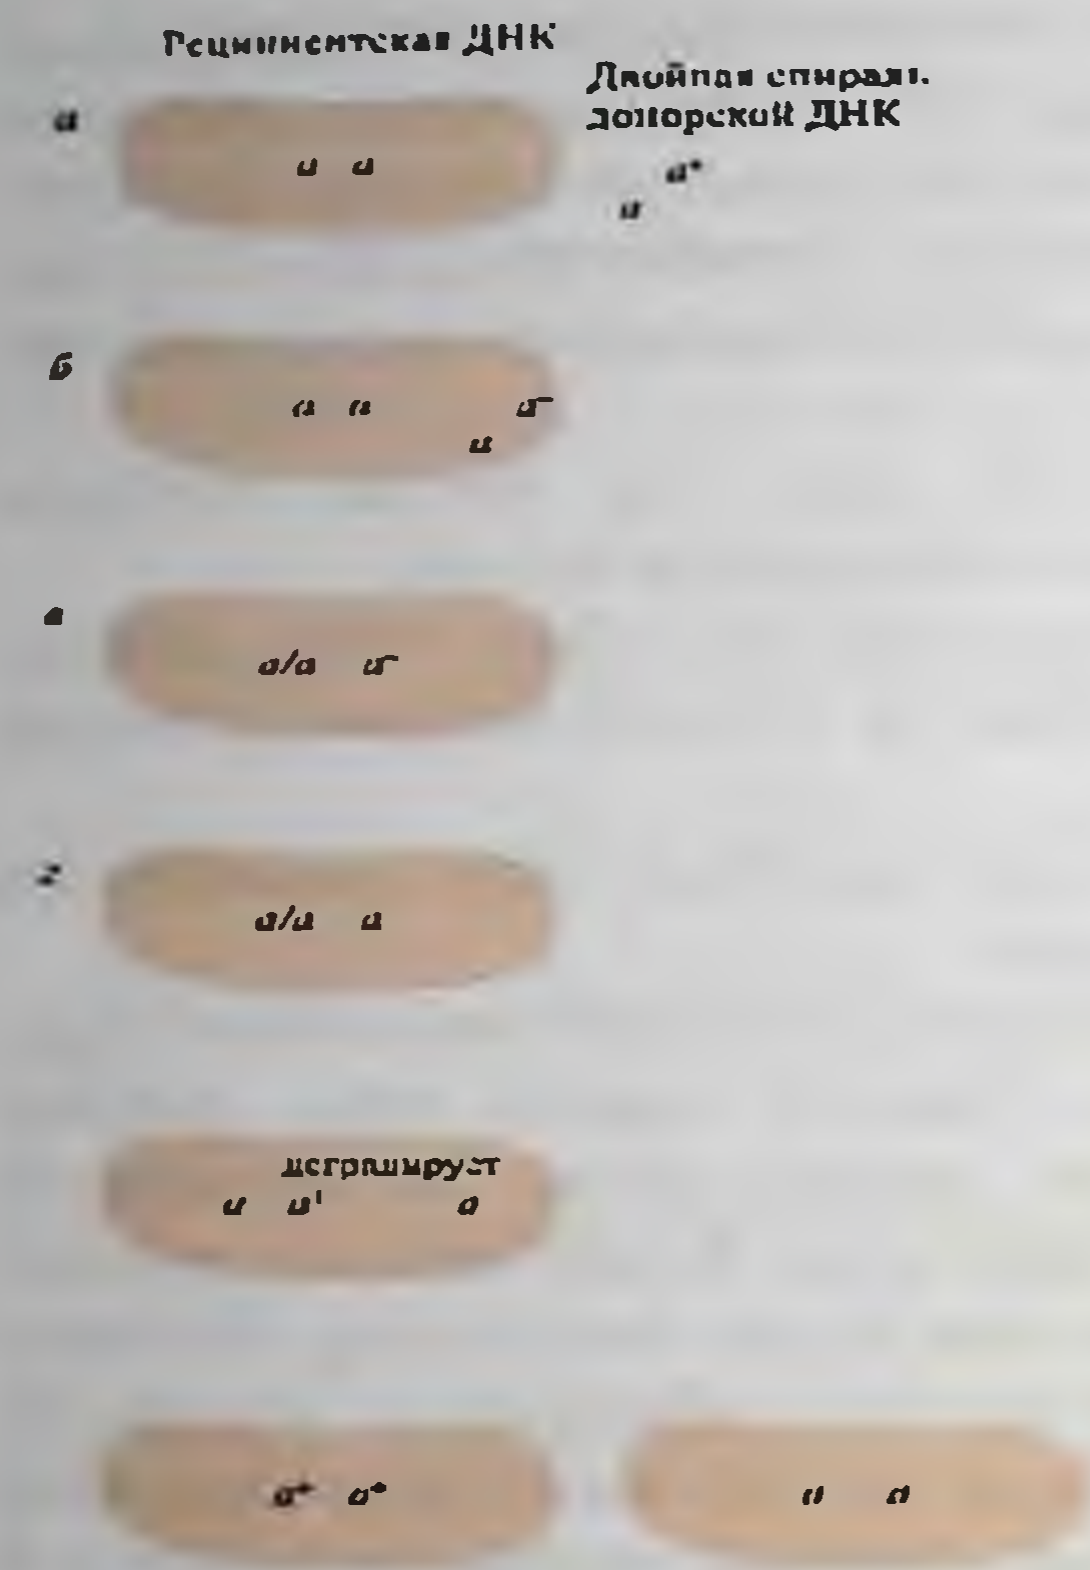 Реципиентская ДНК
Двойная спираль
донорской ДНК
а
а а
а⁺
а
б
а а а⁻
а
в
а/а а⁻
г
а/а а
деградирует
а а а
а⁺ а⁺ а а